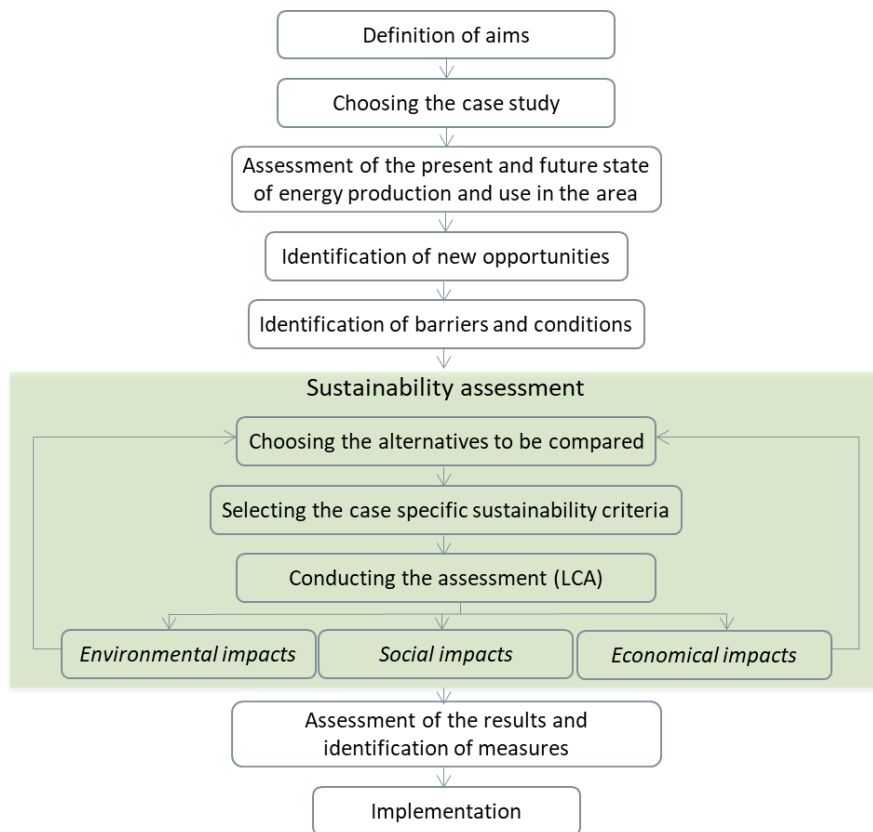 Definition of aims
Choosing the case study
Assessment of the present and future state
of energy production and use in the area
Identification of new opportunities
Identification of barriers and conditions
Sustainability assessment
Choosing the alternatives to be compared
Selecting the case specific sustainability criteria
Conducting the assessment (LCA)
Environmental impacts
Social impacts
Economical impacts
Assessment of the results and
identification of measures
Implementation